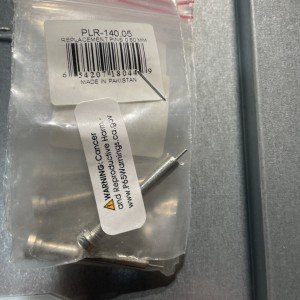 PLR-140.05
REPLACEMENT PINS 0.50 MM
MADE IN PAKISTAN
WARNING: Cancer
and Reproductive Harm
www.P65Warnings.ca.gov